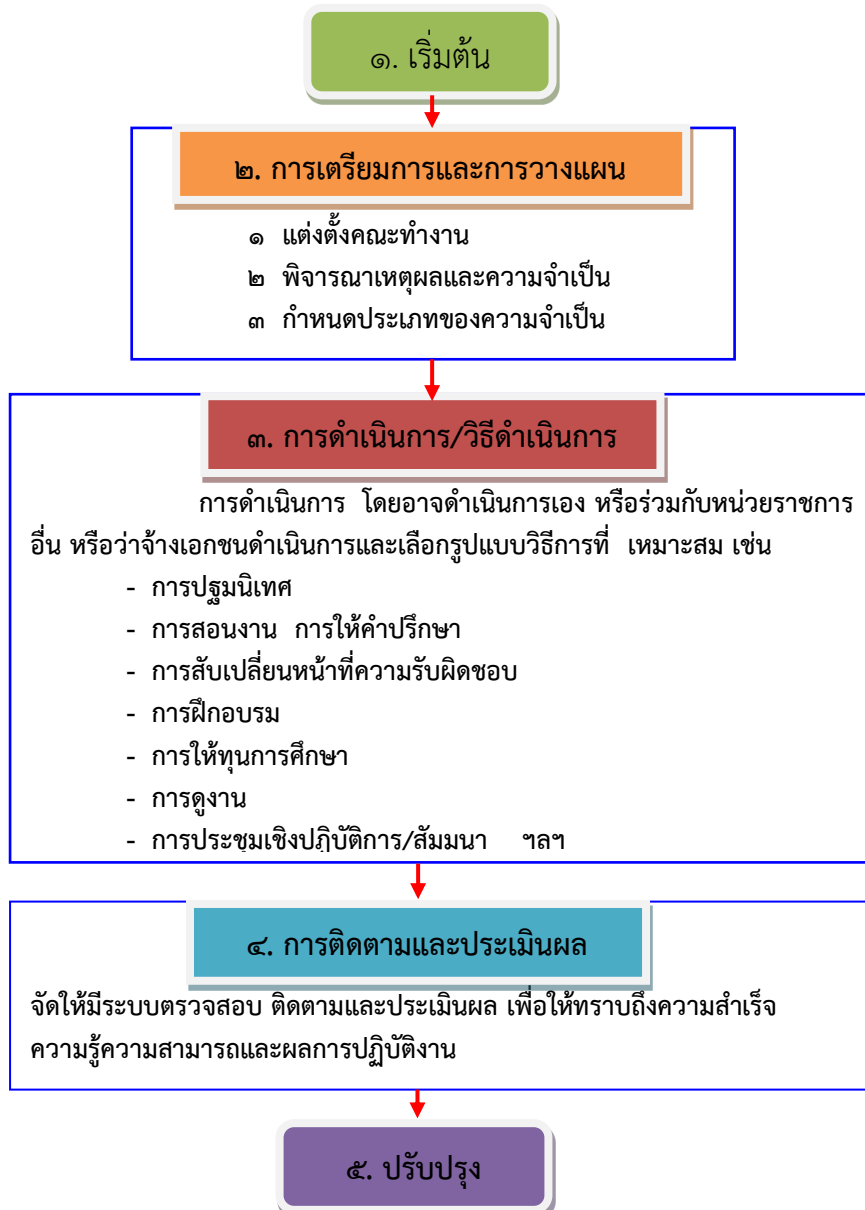 ๑. เริ่มต้น
๒. การเตรียมการและการวางแผน
๑ แต่งตั้งคณะทำงาน
๒ พิจารณาเหตุผลและความจำเป็น
๓ กำหนดประเภทของความจำเป็น
๓. การดำเนินการ/วิธีดำเนินการ
การดำเนินการ โดยอาจดำเนินการเอง หรือร่วมกับหน่วยราชการ
อื่น หรือว่าจ้างเอกชนดำเนินการและเลือกรูปแบบวิธีการที่ เหมาะสม เช่น
- การปฐมนิเทศ
- การสอนงาน การให้คำปรึกษา
- การสับเปลี่ยนหน้าที่ความรับผิดชอบ
- การฝึกอบรม
- การให้ทุนการศึกษา
- การดูงาน
- การประชุมเชิงปฏิบัติการ/สัมมนา ฯลฯ
๔. การติดตามและประเมินผล
จัดให้มีระบบตรวจสอบ ติดตามและประเมินผล เพื่อให้ทราบถึงความสำเร็จ
ความรู้ความสามารถและผลการปฏิบัติงาน
๕. ปรับปรุง